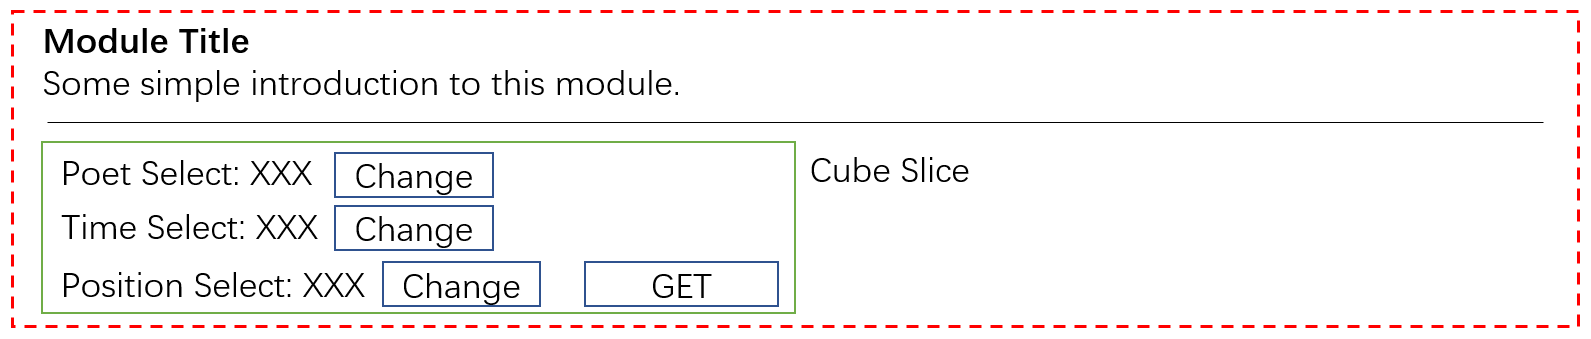 Module Title
Some simple introduction to this module.
Poet Select: XXX Change
Time Select: XXX Change
Position Select: XXX Change GET
Cube Slice